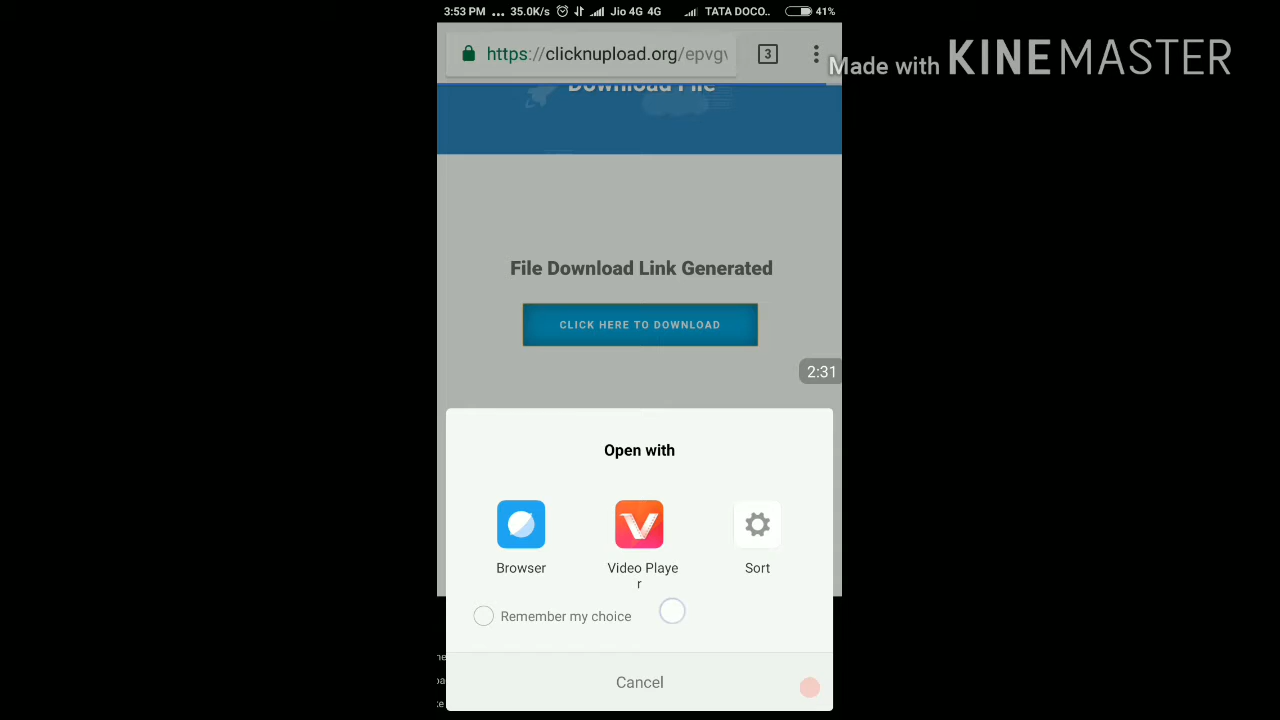 3:53 PM ... 35.0K/s Jio 4G 4G TATA DOCO.. 41%
https://clicknupload.org/epvgv 3
Made with KINEMASTER
Download File
File Download Link Generated
CLICK HERE TO DOWNLOAD
2:31
Open with
Browser
Video Playe
r
Sort
Remember my choice
Cancel